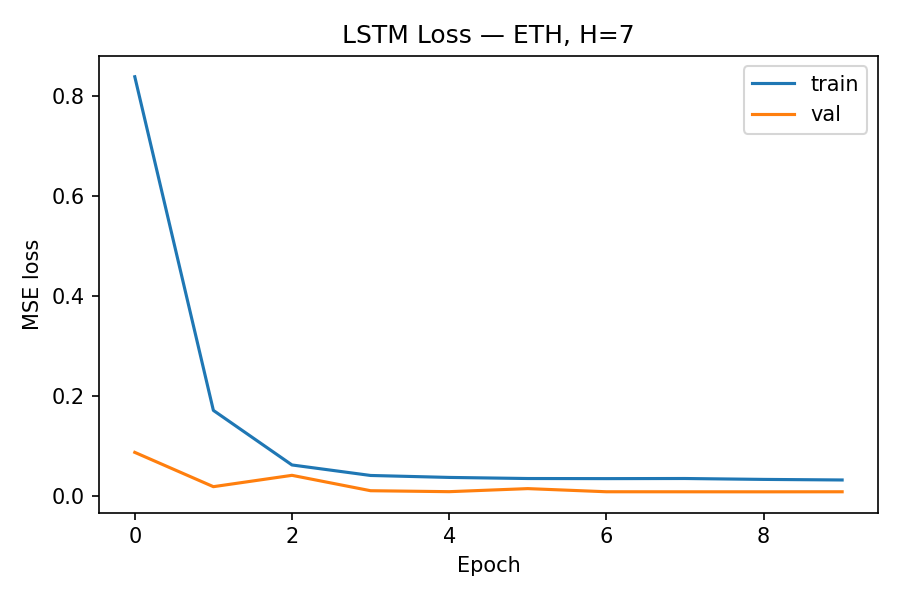 LSTM Loss — ETH, H=7
train
val
MSE loss
0.8
0.6
0.4
0.2
0.0
0 2 4 6 8
Epoch